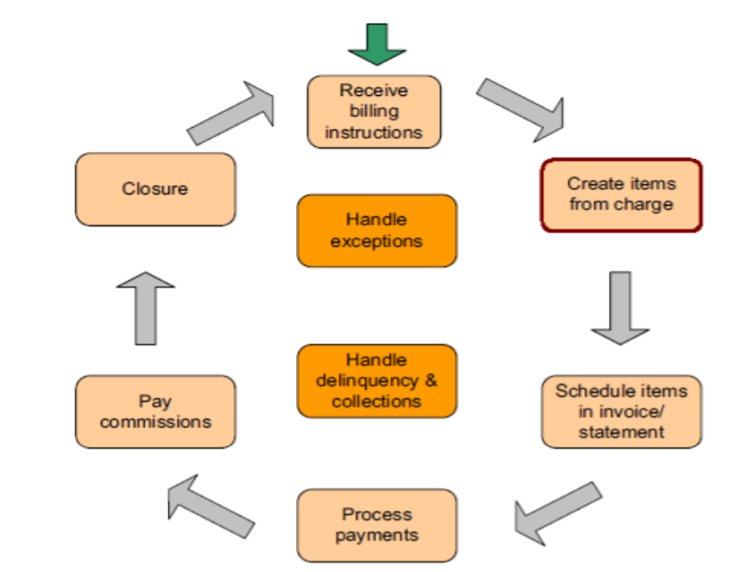 Receive
billing
instructions
Create items
from charge
Closure
Handle
exceptions
Handle
delinquency &
collections
Schedule items
in invoice/
statement
Pay
commissions
Process
payments